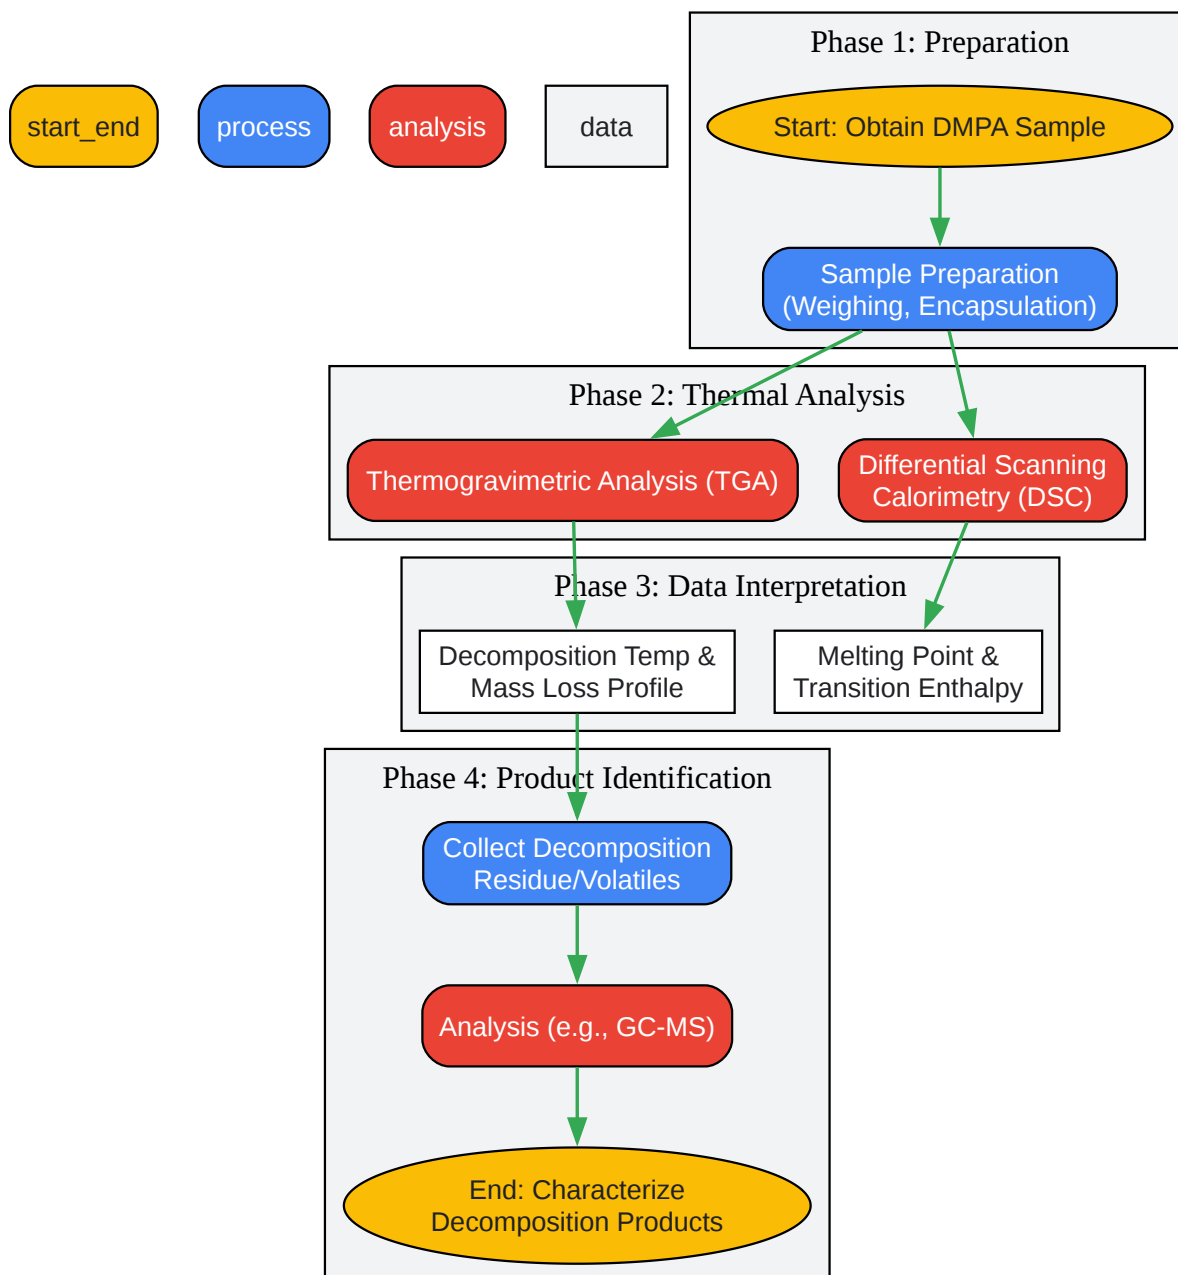 Phase 1: Preparation
start_end
process
analysis
data
Start: Obtain DMPA Sample
Sample Preparation
(Weighing, Encapsulation)
Phase 2: Thermal Analysis
Thermogravimetric Analysis (TGA)
Differential Scanning
Calorimetry (DSC)
Phase 3: Data Interpretation
Decomposition Temp &
Mass Loss Profile
Melting Point &
Transition Enthalpy
Phase 4: Product Identification
Collect Decomposition
Residue/Volatiles
Analysis (e.g., GC-MS)
End: Characterize
Decomposition Products